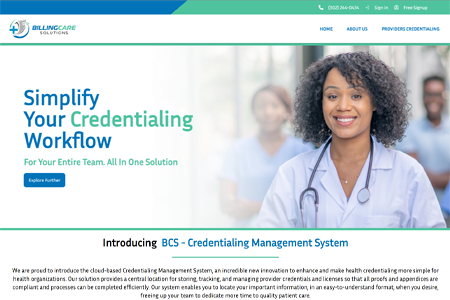 (302) 244-0434 Sign In Free Signup
BILLINGCARE
SOLUTIONS
HOME ABOUT US PROVIDERS CREDENTIALING
Simplify
Your Credentialing
Workflow
For Your Entire Team. All In One Solution
Explore Further
Introducing BCS - Credentialing Management System
We are proud to introduce the cloud-based Credentialing Management System, an incredible new innovation to enhance and make health credentialing more simple for
health organizations. Our solution provides a central location for storing, tracking, and managing provider credentials and licenses so that all proofs and appendices are
compliant and processes can be completed efficiently. Our system enables you to locate your important information, in an easy-to-understand format, when you desire,
freeing up your team to dedicate more time to quality patient care.